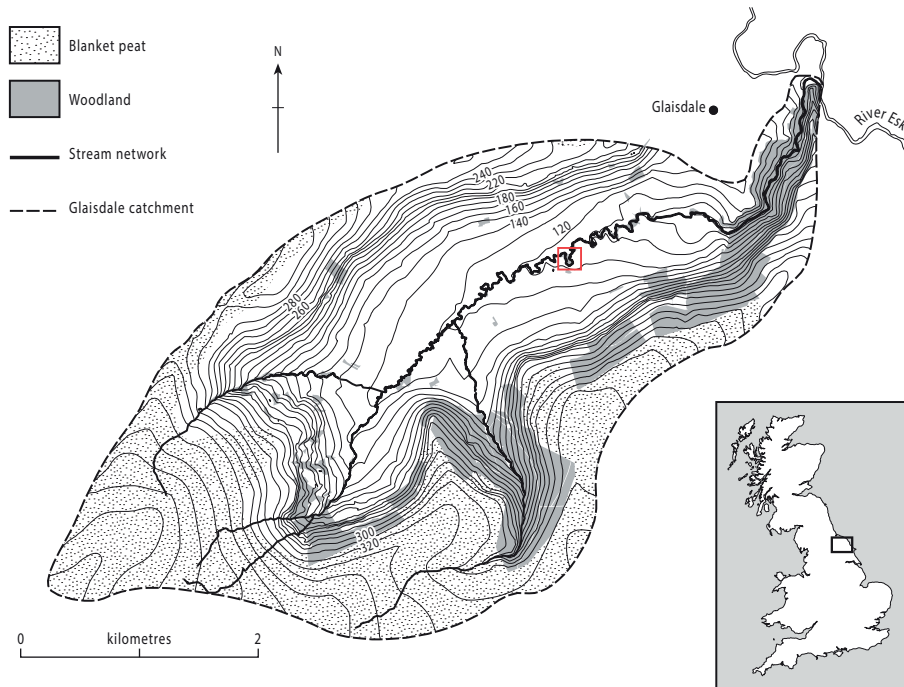 Blanket peat
Woodland
Stream network
Glaisdale catchment
N
Glaisdale
River Esk
240
220
180
160
140
120
280
260
300
320
0 kilometres 2